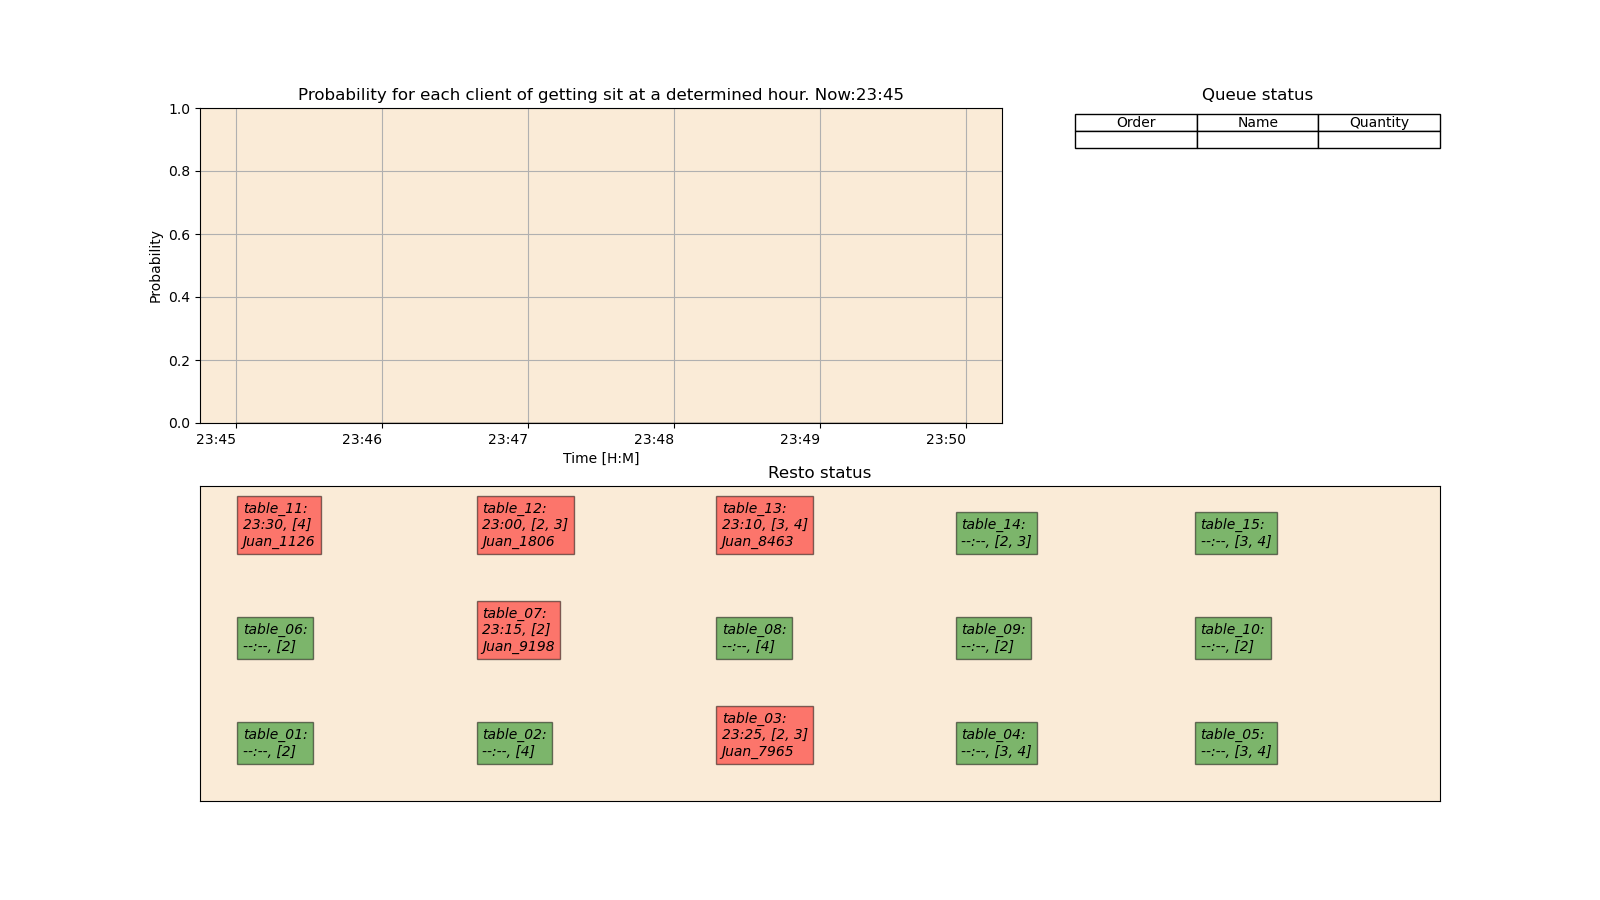 Probability for each client of getting sit at a determined hour. Now:23:45
1.0
0.8
0.6
0.4
0.2
0.0
Probability
23:45 23:46 23:47 23:48 23:49 23:50
Time [H:M]
Queue status
Order Name Quantity
Resto status
table_11:
23:30, [4]
Juan_1126
table_12:
23:00, [2, 3]
Juan_1806
table_13:
23:10, [3, 4]
Juan_8463
table_14:
--:--, [2, 3]
table_15:
--:--, [3, 4]
table_06:
--:--, [2]
table_07:
23:15, [2]
Juan_9198
table_08:
--:--, [4]
table_09:
--:--, [2]
table_10:
--:--, [2]
table_01:
--:--, [2]
table_02:
--:--, [4]
table_03:
23:25, [2, 3]
Juan_7965
table_04:
--:--, [3, 4]
table_05:
--:--, [3, 4]